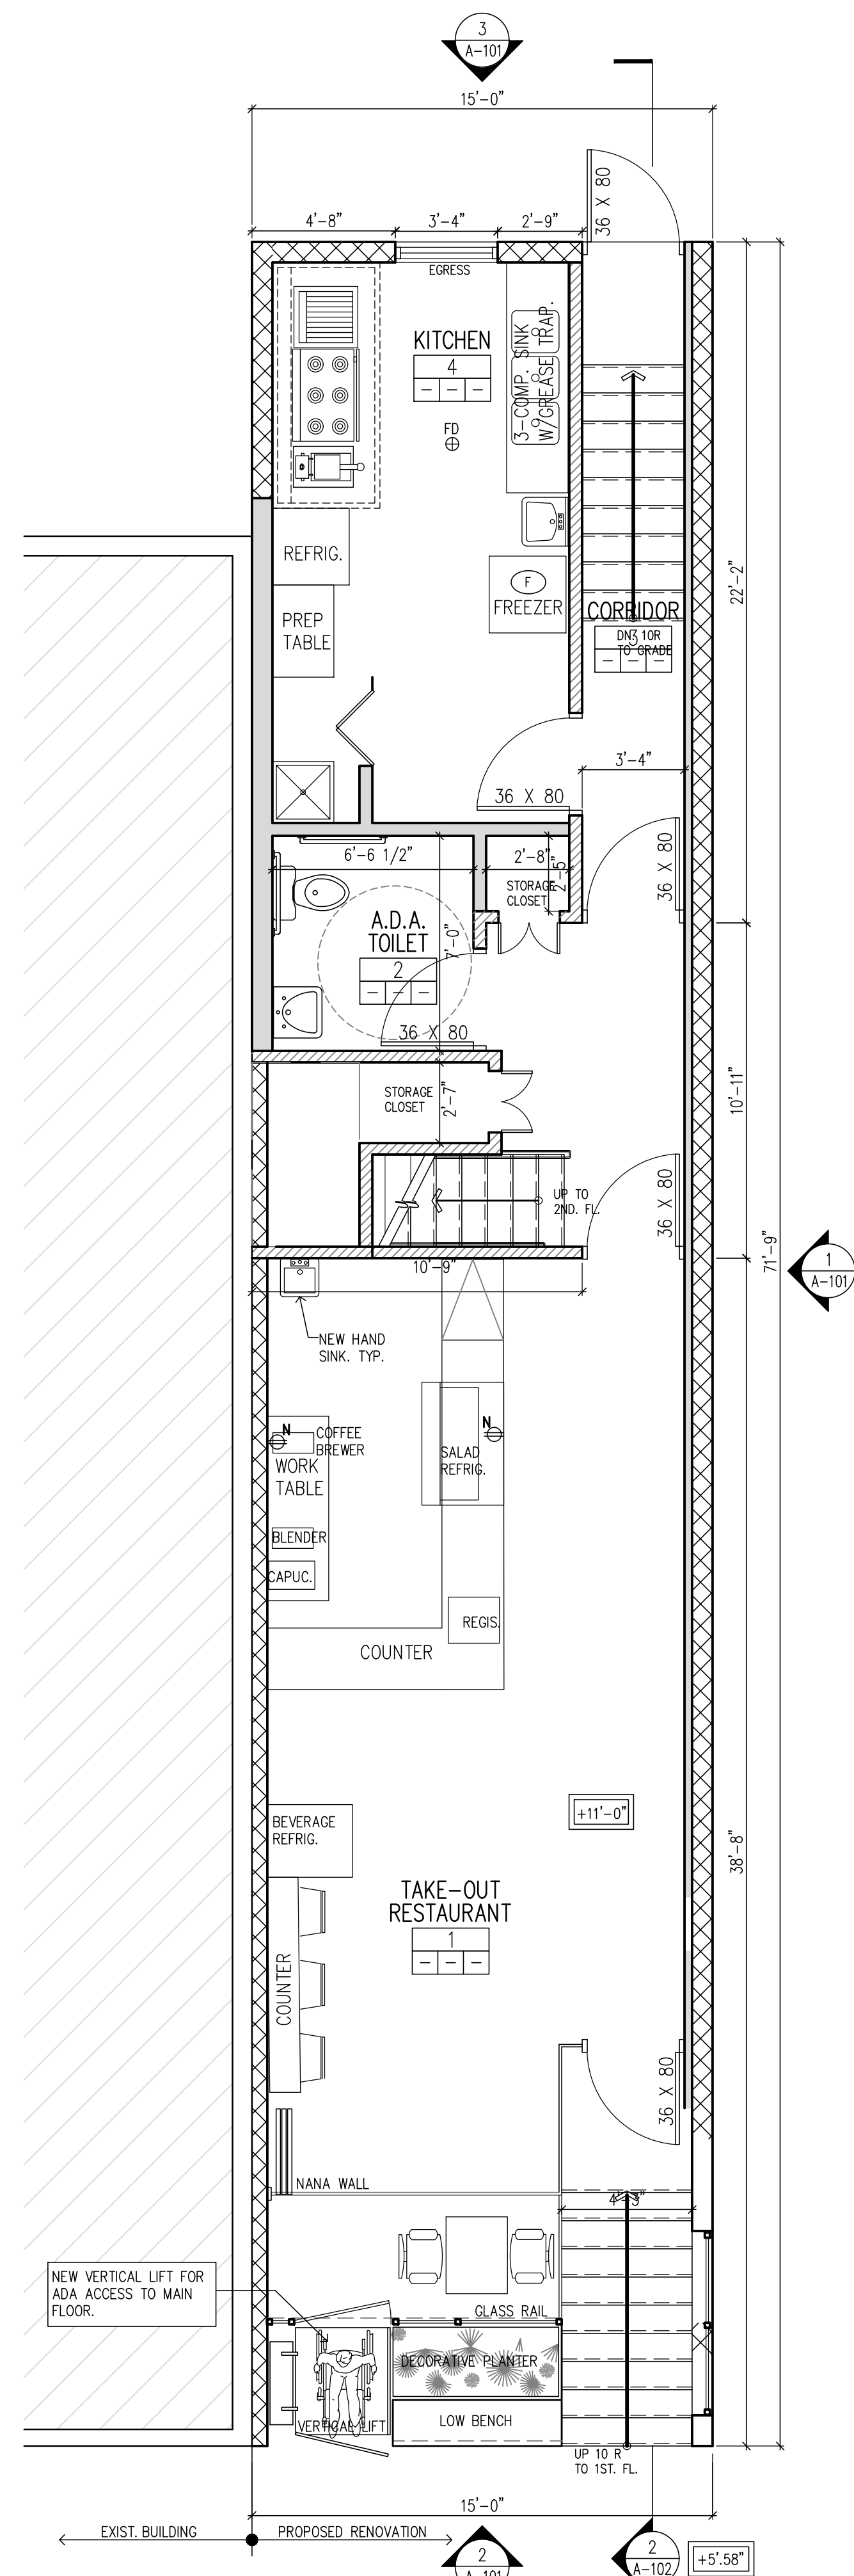 3
A-101
15'-0"
36 X 80
4'-8"
3'-4"
2'-9"
EGRESS
KITCHEN
4
- - -
3-COMP. SINK
W/GREASE TRAP.
FD
REFRIG.
F
FREEZER
PREP
TABLE
CORRIDOR
3
- - -
DN. 10R
TO GRADE
22'-2"
3'-4"
36 X 80
36 X 80
6'-6 1/2"
2'-8"
2'-5"
STORAGE
CLOSET
A.D.A.
TOILET
2
- - -
7'-0"
36 X 80
STORAGE
CLOSET
2'-7"
10'-11"
UP TO
2ND. FL.
36 X 80
71'-9"
1
A-101
10'-9"
NEW HAND
SINK. TYP.
N
COFFEE
BREWER
WORK
TABLE
N
SALAD
REFRIG.
BLENDER
CAPUC.
REGIS.
COUNTER
+11'-0"
BEVERAGE
REFRIG.
38'-8"
TAKE-OUT
RESTAURANT
1
- - -
COUNTER
36 X 80
NANA WALL
4'-3"
NEW VERTICAL LIFT FOR
ADA ACCESS TO MAIN
FLOOR.
GLASS RAIL
DECORATIVE PLANTER
LOW BENCH
VERTICAL LIFT
UP 10 R
TO 1ST. FL.
15'-0"
EXIST. BUILDING
PROPOSED RENOVATION
2
A-101
2
A-102
+5'.58"